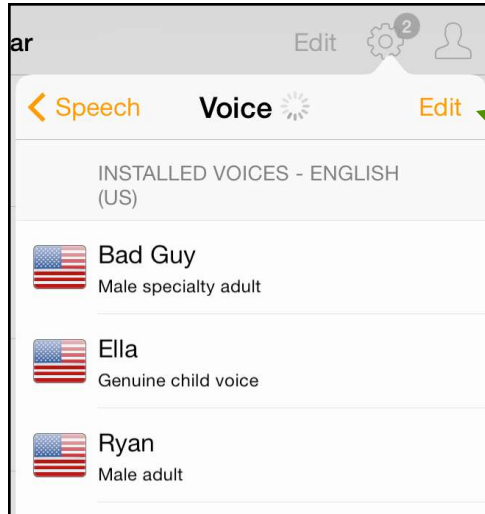 ar Edit 2
Speech Voice Edit
INSTALLED VOICES - ENGLISH
(US)
Bad Guy
Male specialty adult
Ella
Genuine child voice
Ryan
Male adult